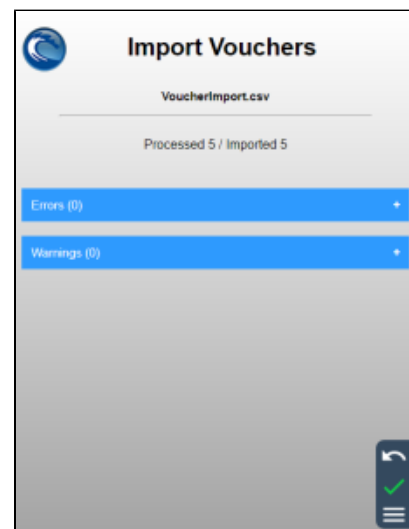 Import Vouchers
VoucherImport.csv
Processed 5 / Imported 5
Errors (0) +
Warnings (0) +